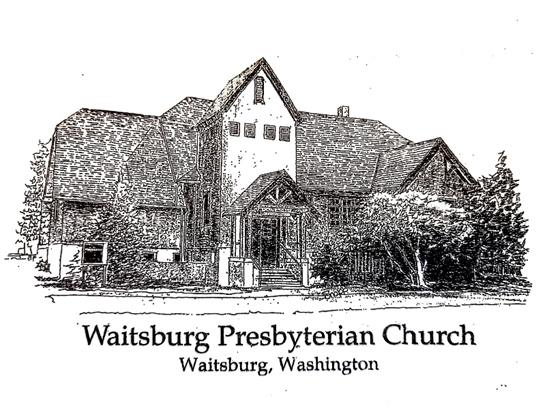 Waitsburg Presbyterian Church
Waitsburg, Washington